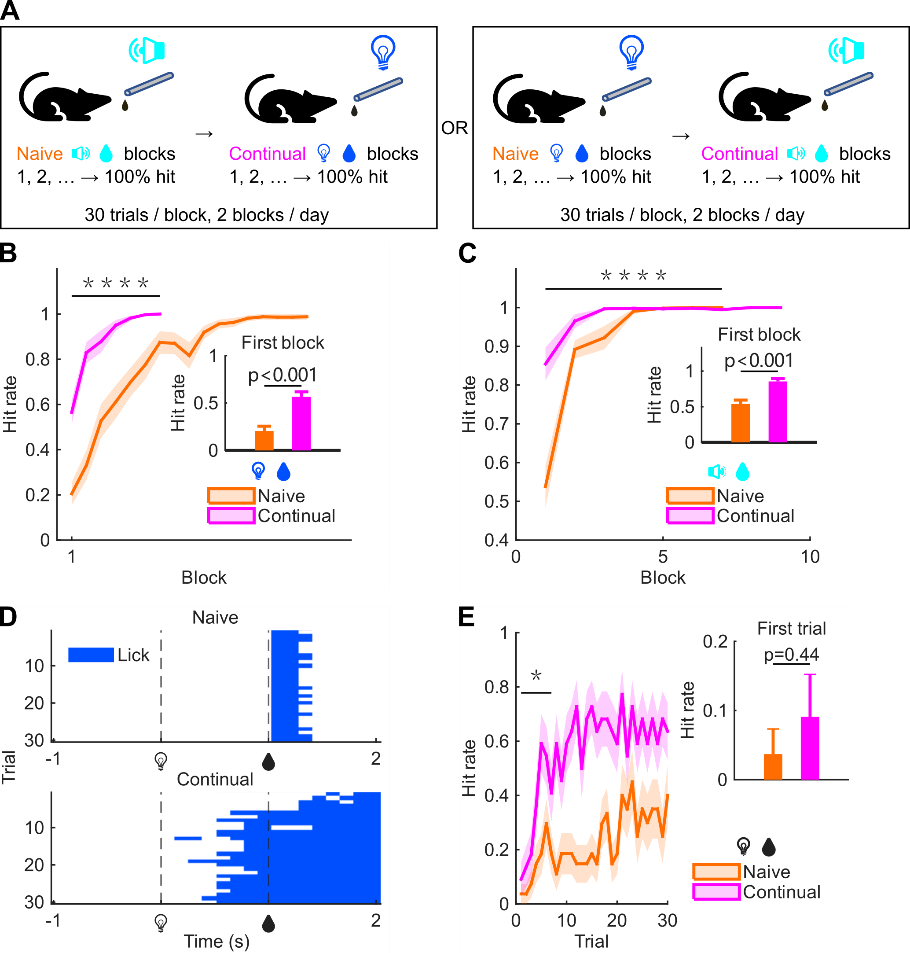 A
Naive blocks
1, 2, … → 100% hit
→
Continual blocks
1, 2, … → 100% hit
30 trials / block, 2 blocks / day
OR
Naive blocks
1, 2, … → 100% hit
→
Continual blocks
1, 2, … → 100% hit
30 trials / block, 2 blocks / day
B
* * * *
Hit rate
1
0.8
0.6
0.4
0.2
0
1
Block
First block
p<0.001
Hit rate
1
0.5
0
Naive
Continual
C
* * * *
Hit rate
1
0.9
0.8
0.7
0.6
0.5
0.4
0
5
10
Block
First block
p<0.001
Hit rate
1
0.5
0
Naive
Continual
D
Naive
Lick
10
20
30
-1
0
0
2
Trial
Continual
10
20
30
-1
2
Time (s)
E
*
Hit rate
1
0.8
0.6
0.4
0.2
0
0
10
20
30
Trial
First trial
p=0.44
Hit rate
0.2
0.1
0
Naive
Continual